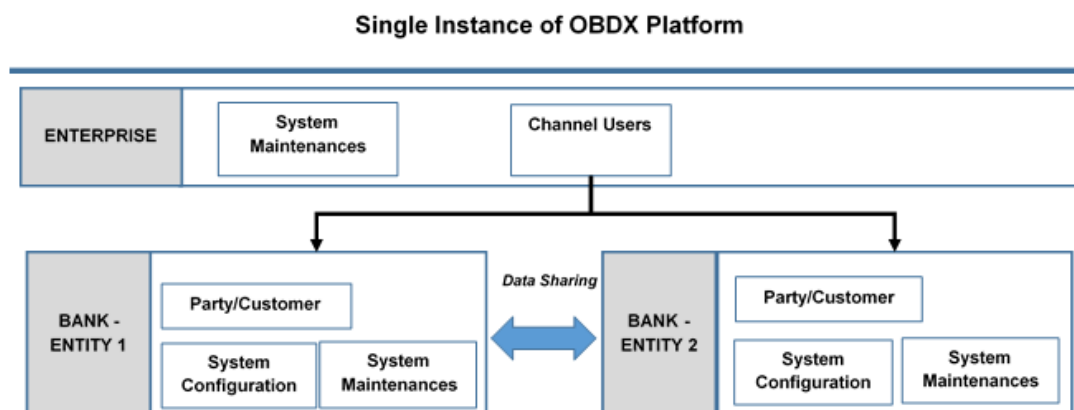 Single Instance of OBDX Platform
ENTERPRISE
System
Maintenances
Channel Users
BANK -
ENTITY 1
Party/Customer
System
Configuration
System
Maintenances
Data Sharing
BANK -
ENTITY 2
Party/Customer
System
Configuration
System
Maintenances